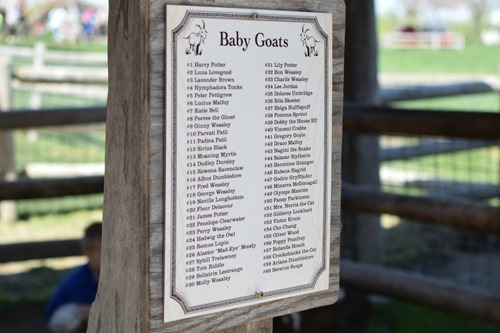 Baby Goats
#1 Harry Potter
#2 Luna Lovegood
#3 Lavender Brown
#4 Nymphadora Tonks
#5 Peter Pettigrew
#6 Lucius Malfoy
#7 Katie Bell
#8 Peeves the Ghost
#9 Ginny Weasley
#10 Parvati Patil
#11 Padma Patil
#12 Sirius Black
#13 Moaning Myrtle
#14 Dudley Dursley
#15 Rowena Ravenclaw
#16 Albus Dumbledore
#17 Fred Weasley
#18 George Weasley
#19 Neville Longbottom
#20 Fleur Delacour
#21 James Potter
#22 Penelope Clearwater
#23 Percy Weasley
#24 Hedwig the Owl
#25 Remus Lupin
#26 Alastor 'Mad-Eye' Moody
#27 Sybill Trelawney
#28 Tom Riddle
#29 Bellatrix Lestrange
#30 Molly Weasley
#31 Lily Potter
#32 Ron Weasley
#33 Charlie Weasley
#34 Lee Jordan
#35 Dolores Umbridge
#36 Rita Skeeter
#37 Helga Hufflepuff
#38 Pomona Sprout
#39 Dobby the House Elf
#40 Vincent Crabbe
#41 Gregory Goyle
#42 Draco Malfoy
#43 Nagini the Snake
#44 Salazar Slytherin
#45 Hermione Granger
#46 Rubeus Hagrid
#47 Godric Gryffindor
#48 Minerva McGonagall
#49 Olympe Maxime
#50 Pansy Parkinson
#51 Mrs. Norris the Cat
#52 Gilderoy Lockhart
#53 Victor Krum
#54 Cho Chang
#55 Oliver Wood
#56 Poppy Pomfrey
#57 Rolanda Hooch
#58 Crookshanks the Cat
#59 Ariana Dumbledore
#60 Severus Snape